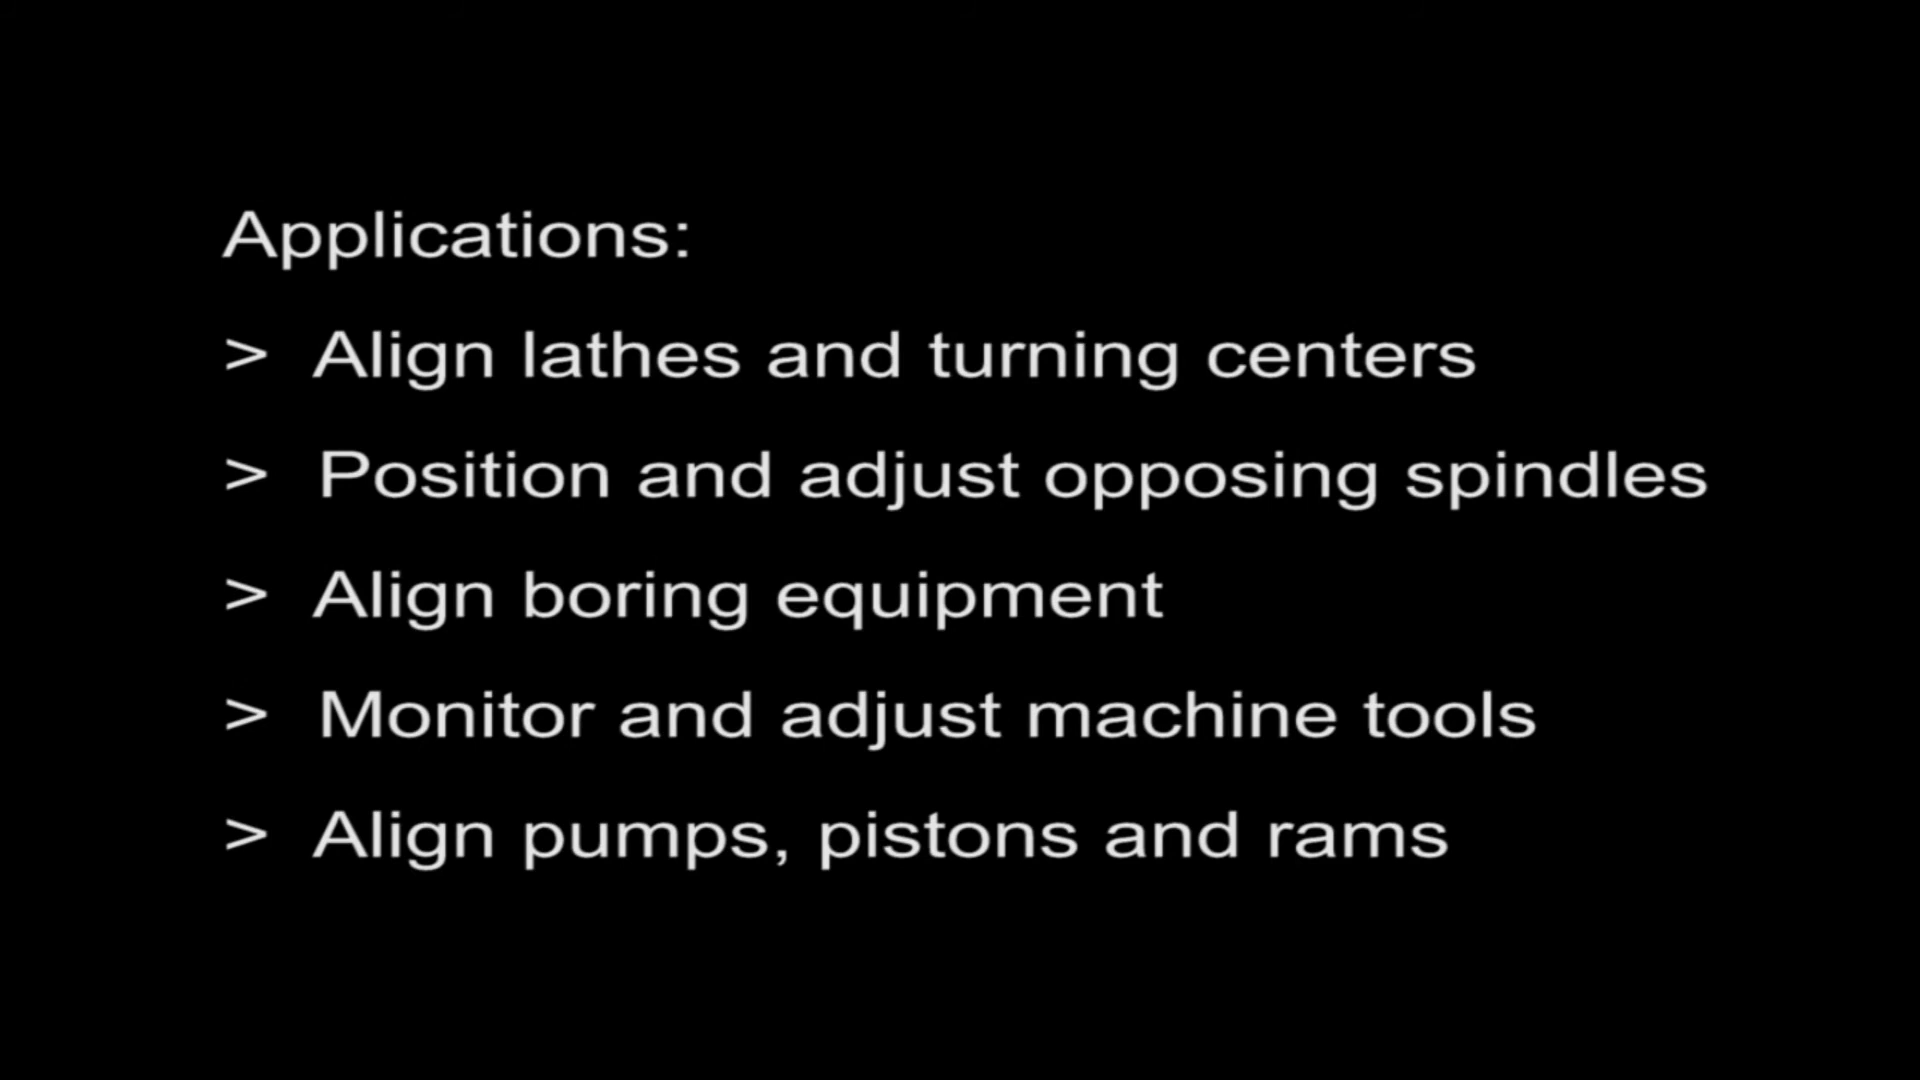 Applications:
> Align lathes and turning centers
> Position and adjust opposing spindles
> Align boring equipment
> Monitor and adjust machine tools
> Align pumps, pistons and rams